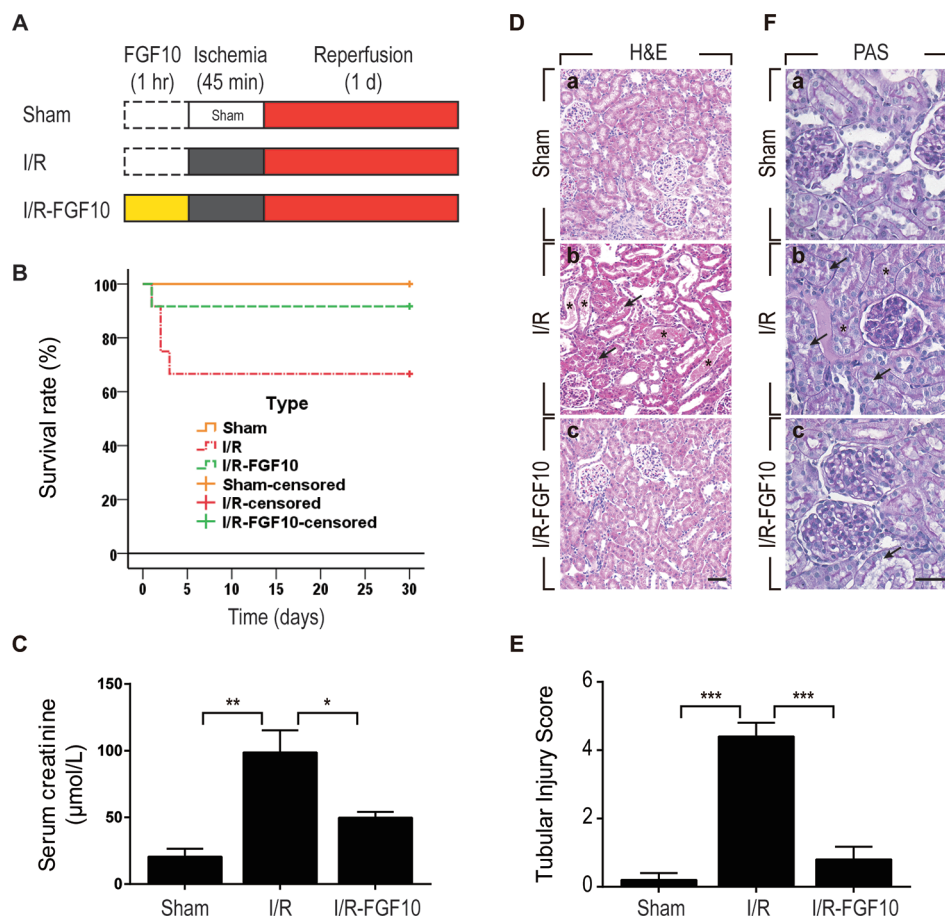 A
FGF10 Ischemia Reperfusion
(1 hr) (45 min) (1 d)
Sham Sham
I/R
I/R-FGF10
B
Survival rate (%)
100
80
60
40
20
0
Type
Sham
I/R
I/R-FGF10
Sham-censored
I/R-censored
I/R-FGF10-censored
0 5 10 15 20 25 30
Time (days)
C
Serum creatinine
(µmol/L)
150
100
50
0
** *
Sham I/R I/R-FGF10
D
H&E
Sham
a
I/R
b
* * * *
I/R-FGF10
c
F
PAS
Sham
a
I/R
b
* *
I/R-FGF10
c
E
Tubular Injury Score
6
4
2
0
*** ***
Sham I/R I/R-FGF10